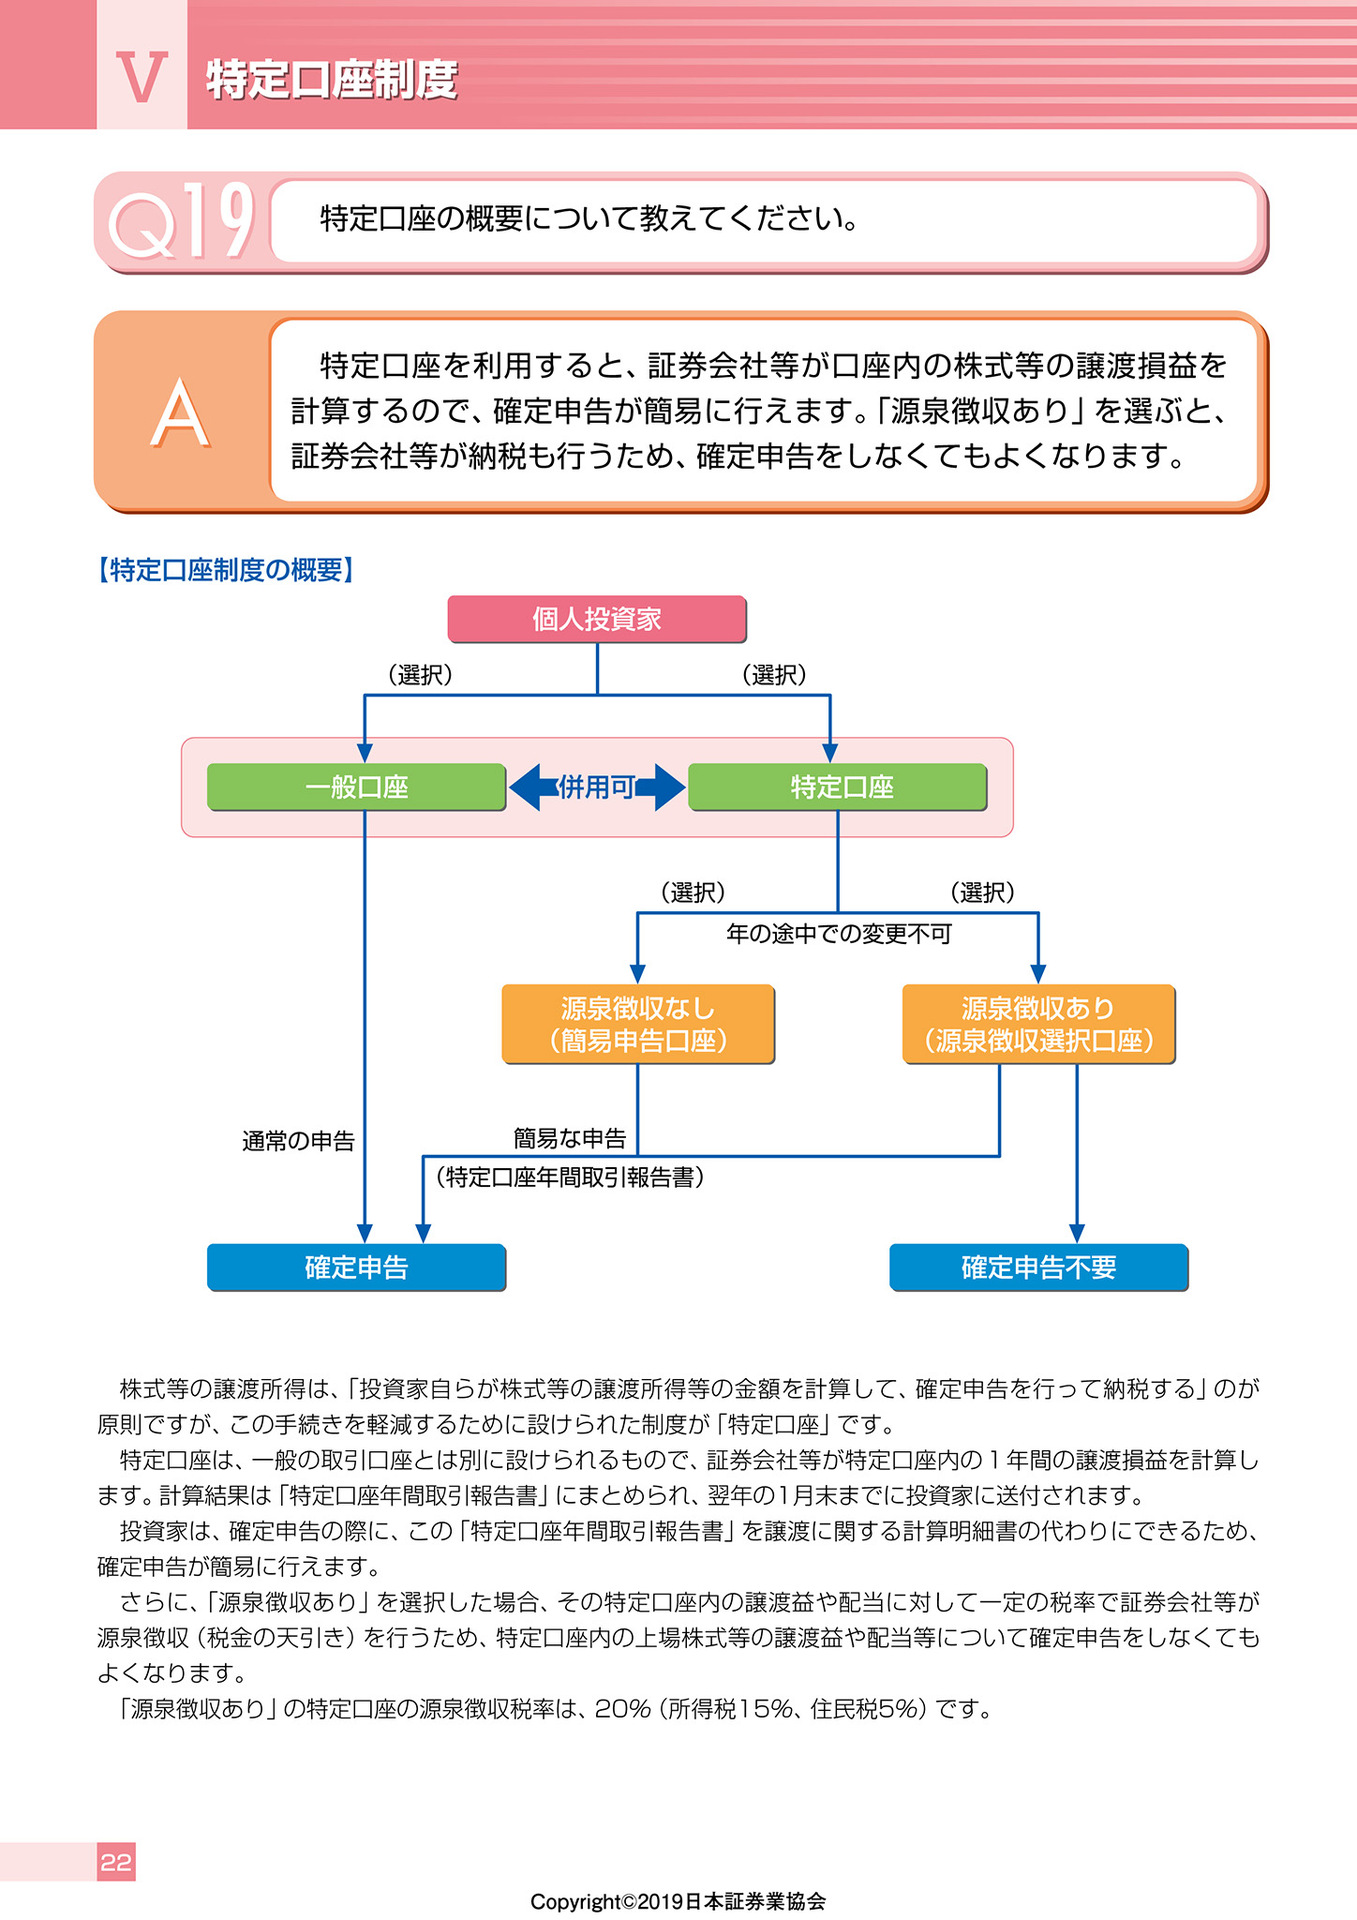 V 特定口座制度
Q19 特定口座の概要について教えてください。
A
特定口座を利用すると、証券会社等が口座内の株式等の譲渡損益を
計算するので、確定申告が簡易に行えます。「源泉徴収あり」を選ぶと、
証券会社等が納税も行うため、確定申告をしなくてもよくなります。
【特定口座制度の概要】
個人投資家
（選択） （選択）
一般口座 併用可 特定口座
（選択） （選択）
年の途中での変更不可
源泉徴収なし
（簡易申告口座）
源泉徴収あり
（源泉徴収選択口座）
通常の申告 簡易な申告
（特定口座年間取引報告書）
確定申告 確定申告不要
株式等の譲渡所得は、「投資家自らが株式等の譲渡所得等の金額を計算して、確定申告を行って納税する」のが
原則ですが、この手続きを軽減するために設けられた制度が「特定口座」です。
特定口座は、一般の取引口座とは別に設けられるもので、証券会社等が特定口座内の１年間の譲渡損益を計算し
ます。計算結果は「特定口座年間取引報告書」にまとめられ、翌年の1月末までに投資家に送付されます。
投資家は、確定申告の際に、この「特定口座年間取引報告書」を譲渡に関する計算明細書の代わりにできるため、
確定申告が簡易に行えます。
さらに、「源泉徴収あり」を選択した場合、その特定口座内の譲渡益や配当に対して一定の税率で証券会社等が
源泉徴収（税金の天引き）を行うため、特定口座内の上場株式等の譲渡益や配当等について確定申告をしなくても
よくなります。
「源泉徴収あり」の特定口座の源泉徴収税率は、20%（所得税15%、住民税5%）です。
22
Copyright©2019日本証券業協会